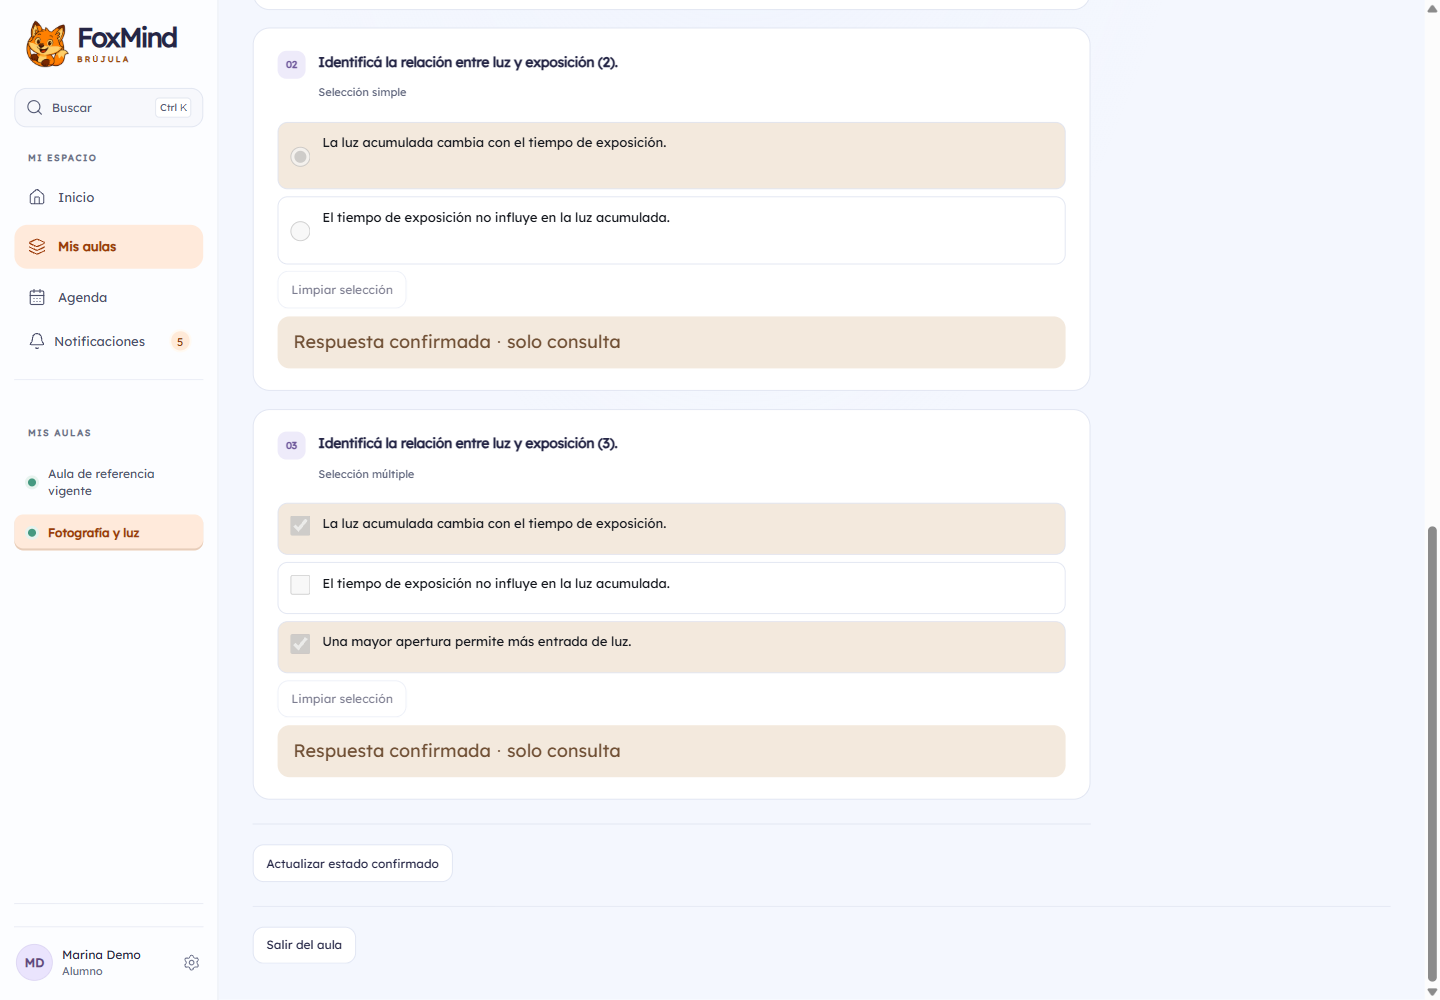 FoxMind
BRÚJULA
Buscar
Ctrl K
MI ESPACIO
Inicio
Mis aulas
Agenda
Notificaciones
5
MIS AULAS
Aula de referencia
vigente
Fotografía y luz
MD
Marina Demo
Alumno
02
Identificá la relación entre luz y exposición (2).
Selección simple
La luz acumulada cambia con el tiempo de exposición.
El tiempo de exposición no influye en la luz acumulada.
Limpiar selección
Respuesta confirmada · solo consulta
03
Identificá la relación entre luz y exposición (3).
Selección múltiple
La luz acumulada cambia con el tiempo de exposición.
El tiempo de exposición no influye en la luz acumulada.
Una mayor apertura permite más entrada de luz.
Limpiar selección
Respuesta confirmada · solo consulta
Actualizar estado confirmado
Salir del aula